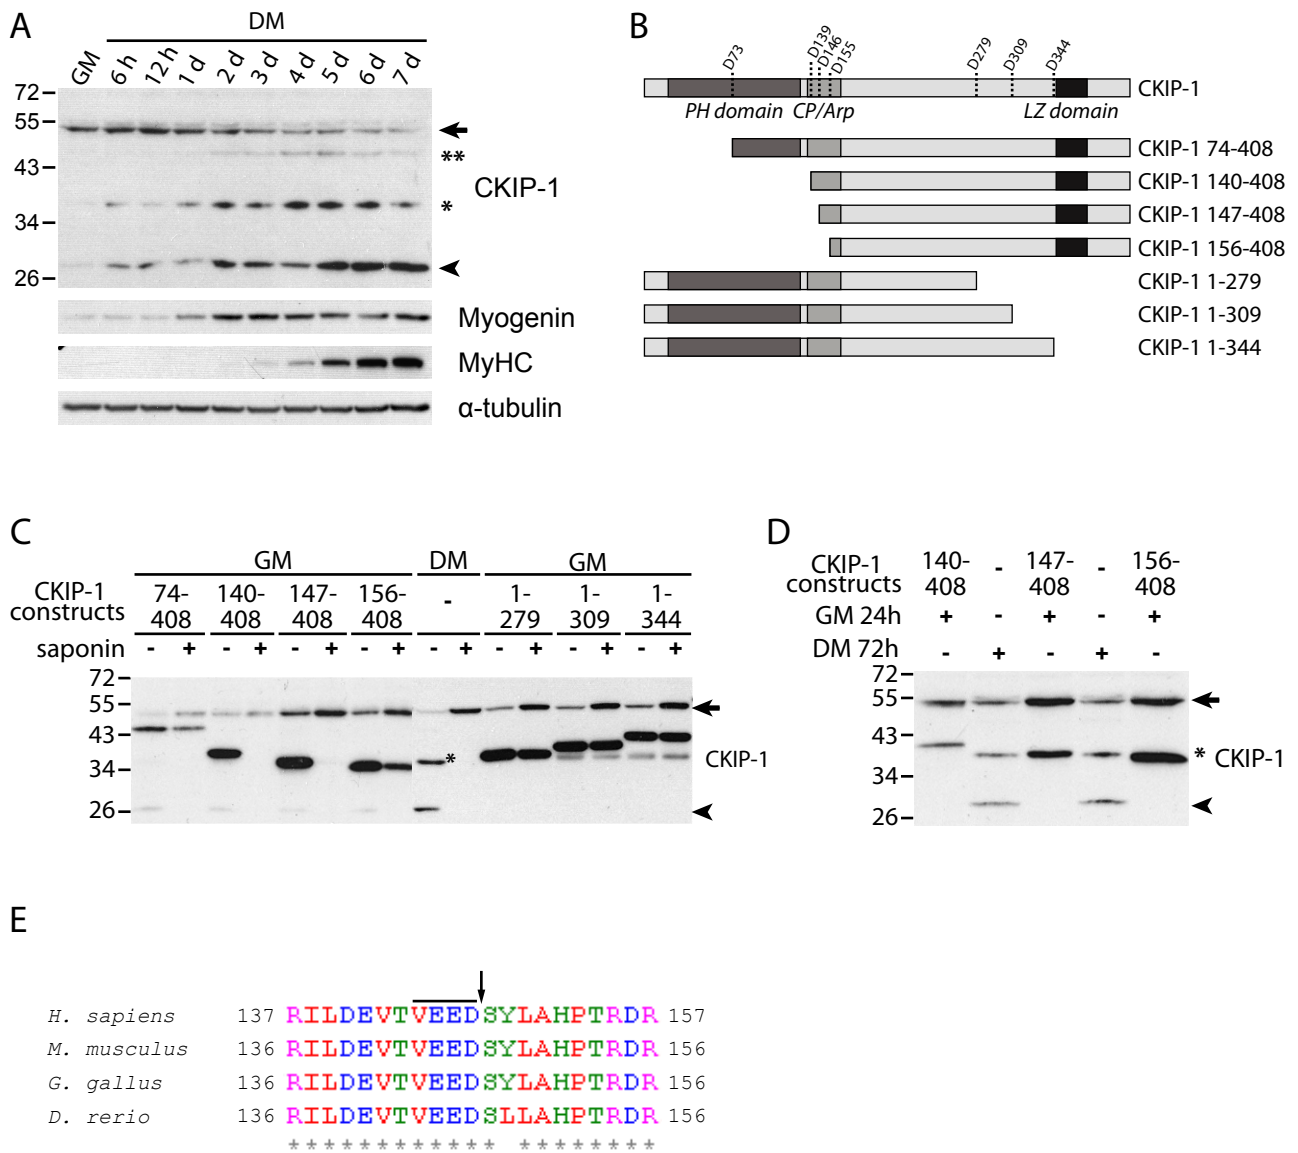 A
DM
GM 6 h 12 h 1 d 2 d 3 d 4 d 5 d 6 d 7 d
72
55
43
34
26
**
*
CKIP-1
Myogenin
MyHC
α-tubulin
B
D73 D139 D146 D155 D279 D309 D344
CKIP-1
PH domain CP/Arp LZ domain
CKIP-1 74-408
CKIP-1 140-408
CKIP-1 147-408
CKIP-1 156-408
CKIP-1 1-279
CKIP-1 1-309
CKIP-1 1-344
C
GM DM GM
CKIP-1 constructs 74-408 140-408 147-408 156-408 - 1-279 1-309 1-344
saponin - + - + - + - + - + - + - + - +
72
55
43
34
26
*
CKIP-1
D
CKIP-1 constructs 140-408 - 147-408 - 156-408
GM 24h + - + - +
DM 72h - + - + -
72
55
43
34
26
* CKIP-1
E
H. sapiens 137 RILDEVTVEEDSYLAHPTRDR 157
M. musculus 136 RILDEVTVEEDSYLAHPTRDR 156
G. gallus 136 RILDEVTVEEDSYLAHPTRDR 156
D. rerio 136 RILDEVTVEEDSLLAHPTRDR 156
************ ********